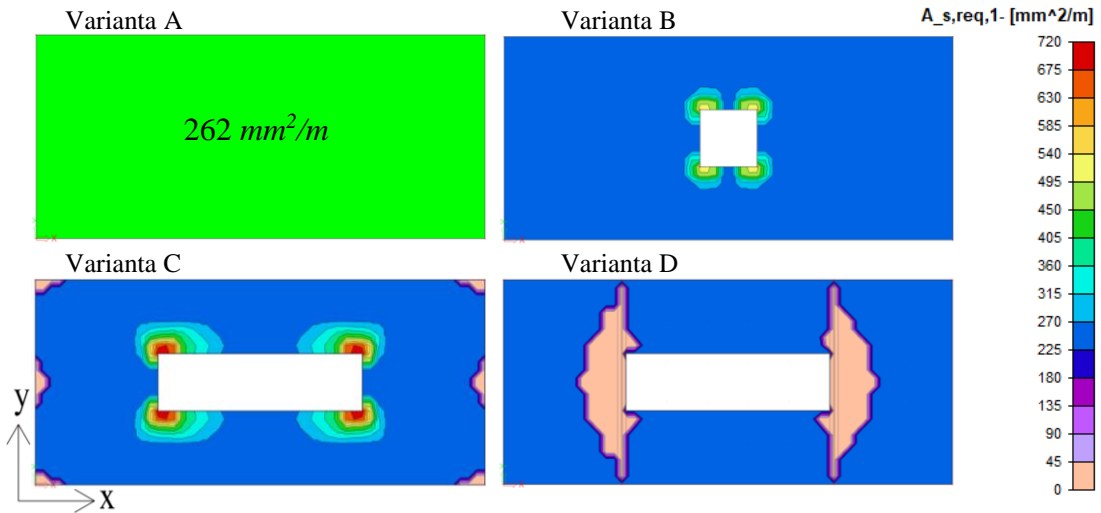 Varianta A
Varianta B
A_s,req,1- [mm^2/m]
262 mm²/m
720
675
630
585
540
495
450
405
360
315
270
225
180
135
90
45
0
Varianta C
Varianta D
y
x